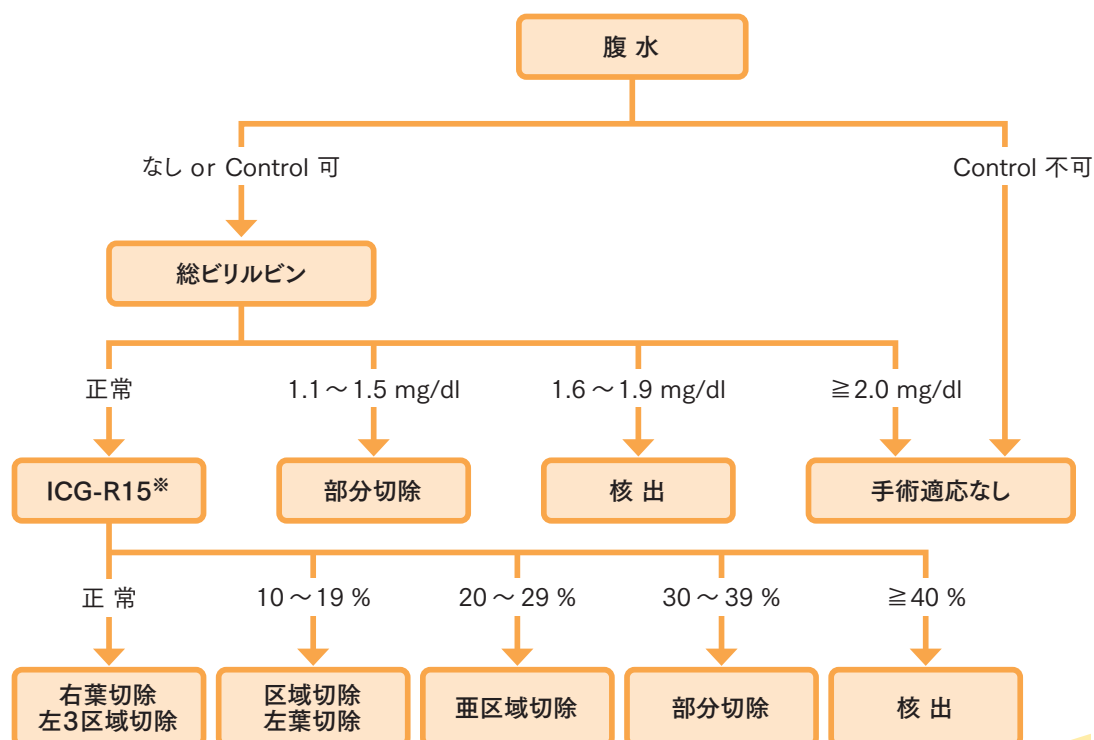 腹 水
なし or Control 可
Control 不可
総ビリルビン
正常
1.1～1.5 mg/dl
1.6～1.9 mg/dl
≧2.0 mg/dl
ICG-R15※
部分切除
核 出
手術適応なし
正 常
10～19 %
20～29 %
30～39 %
≧40 %
右葉切除
左3区域切除
区域切除
左葉切除
亜区域切除
部分切除
核 出